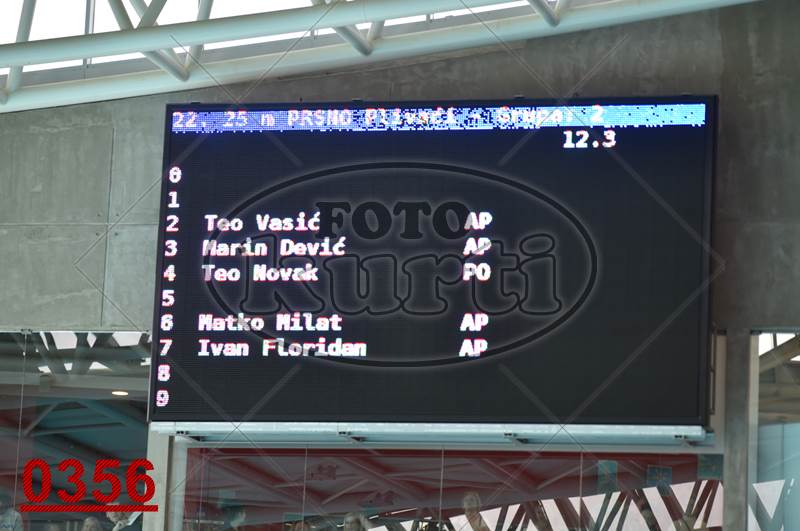 22. 25 m PRSNO Plivači - Grupa: 2
12.3
0
1
2 Teo Vasić AP
3 Marin Dević AP
4 Teo Novak PO
5
6 Matko Milat AP
7 Ivan Floridan AP
8
9
FOTO
kurti
0356